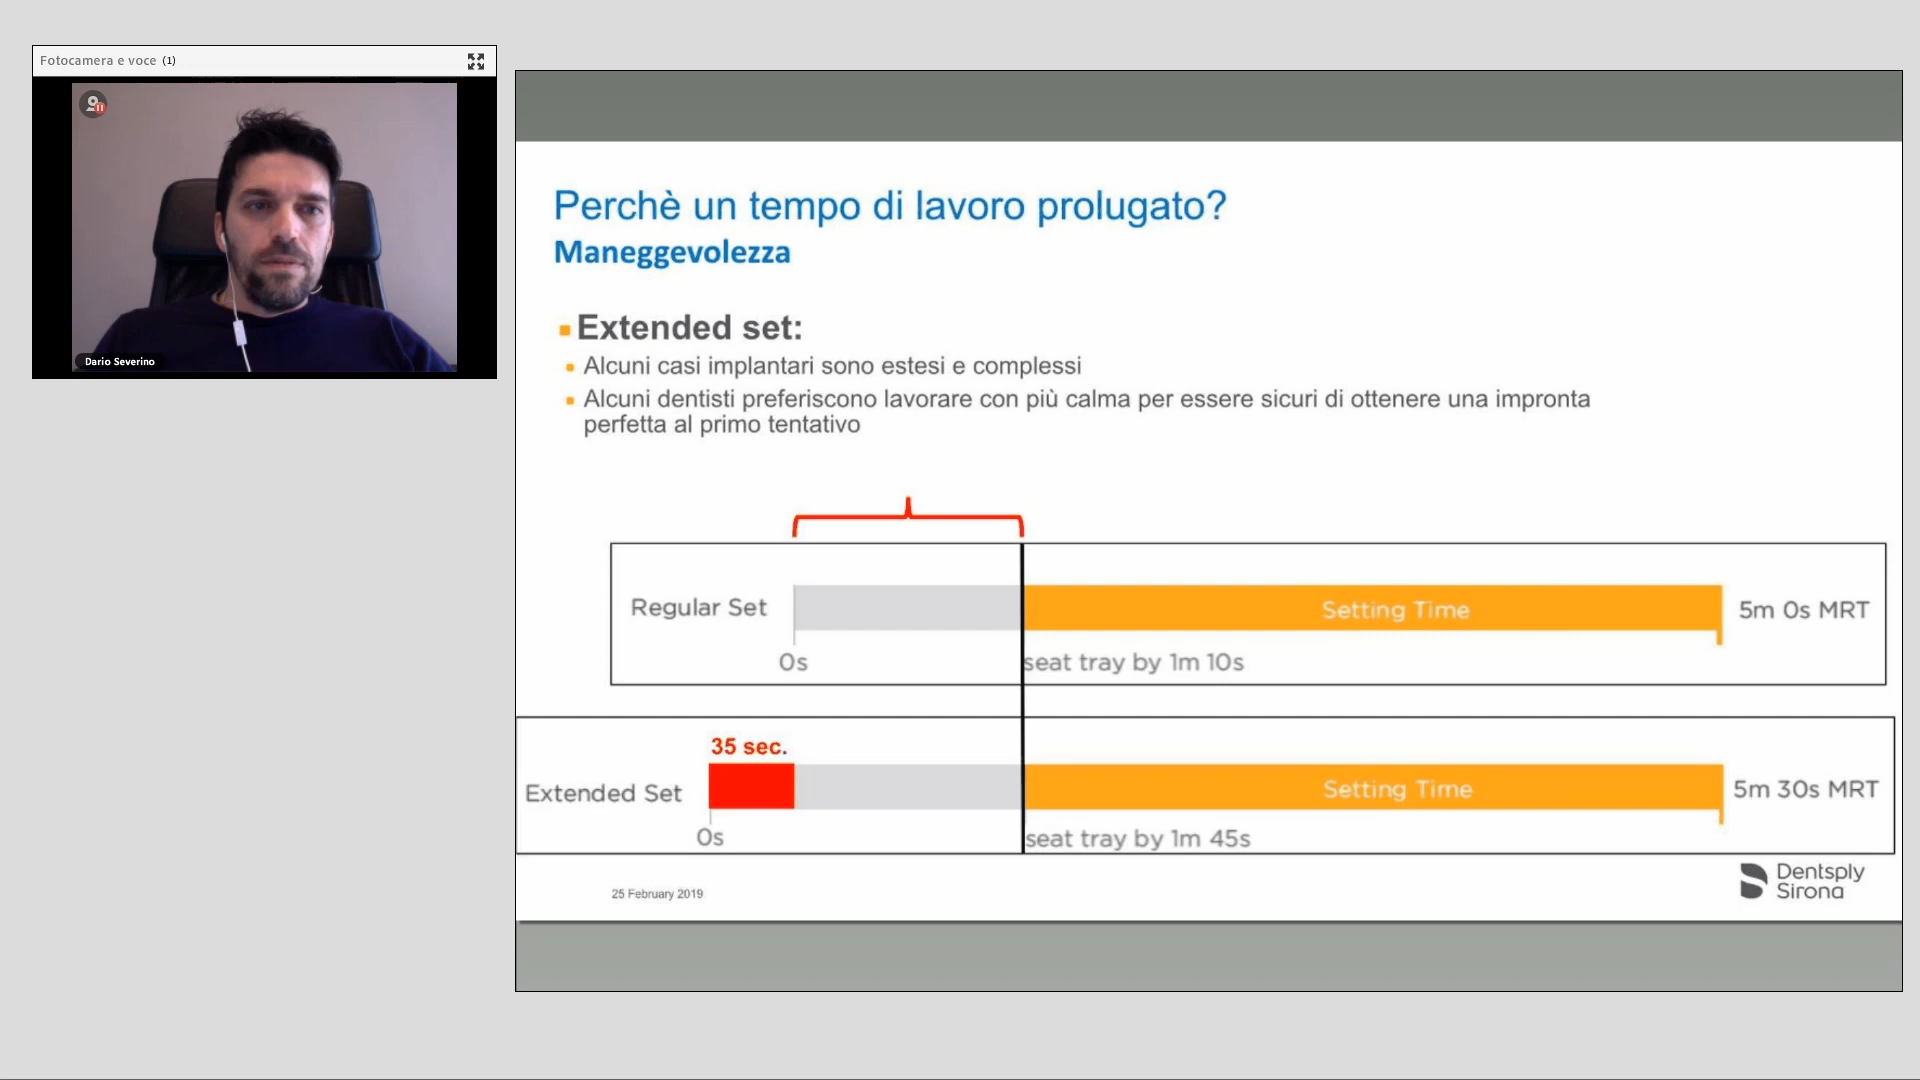 Fotocamera e voce (1)
Dario Severino
Perchè un tempo di lavoro prolugato?
Maneggevolezza
Extended set:
Alcuni casi implantari sono estesi e complessi
Alcuni dentisti preferiscono lavorare con più calma per essere sicuri di ottenere una impronta
perfetta al primo tentativo
Regular Set
Setting Time
5m 0s MRT
0s
seat tray by 1m 10s
35 sec.
Extended Set
Setting Time
5m 30s MRT
0s
seat tray by 1m 45s
25 February 2019
Dentsply
Sirona